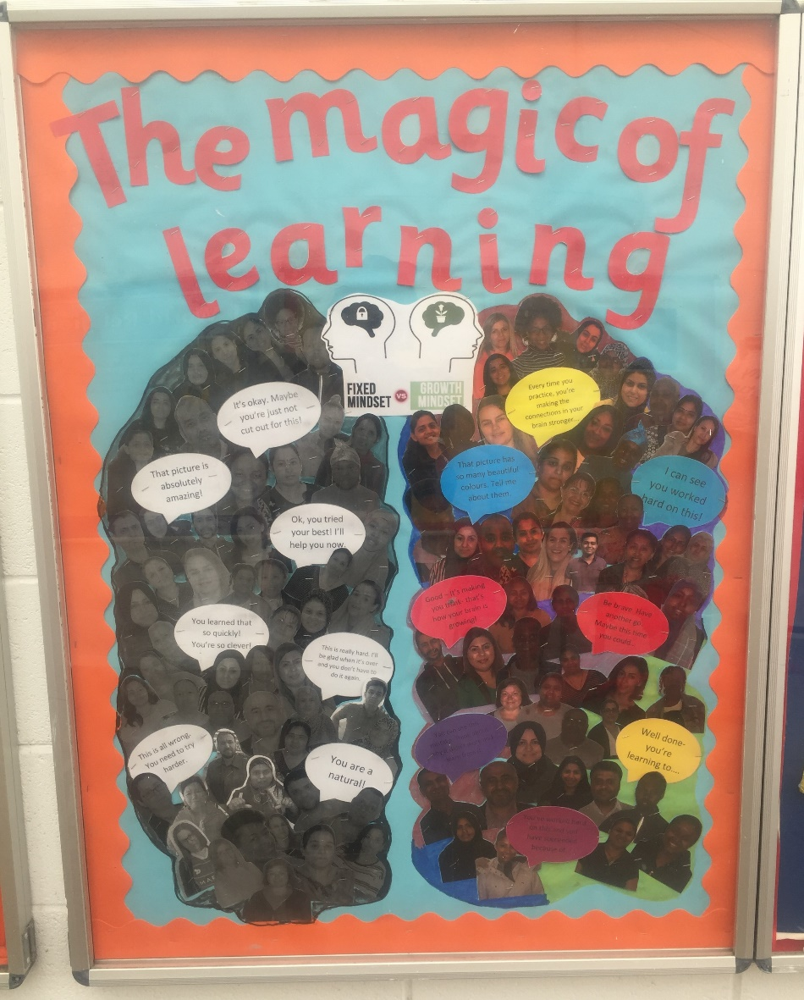 The magic of
learning
FIXED
MINDSET
VS
GROWTH
MINDSET
It's okay. Maybe
you're just not
cut out for this!
That picture is
absolutely
amazing!
Ok, you tried
your best! I'll
help you now.
You learned that
so quickly!
You're so clever!
This is really hard. I'll
be glad when it's over
and you don't have to
do it again.
This is all wrong.
You need to try
harder.
You are a
natural!
Every time you
practice, you're
making the
connections in your
brain stronger...
That picture has
so many beautiful
colours. Tell me
about them.
I can see
you worked
hard on this!
Good - it's making
you think- that's
how your brain is
growing!
Be brave. Have
another go.
Maybe this time
you could...
Well done-
you're
learning to....